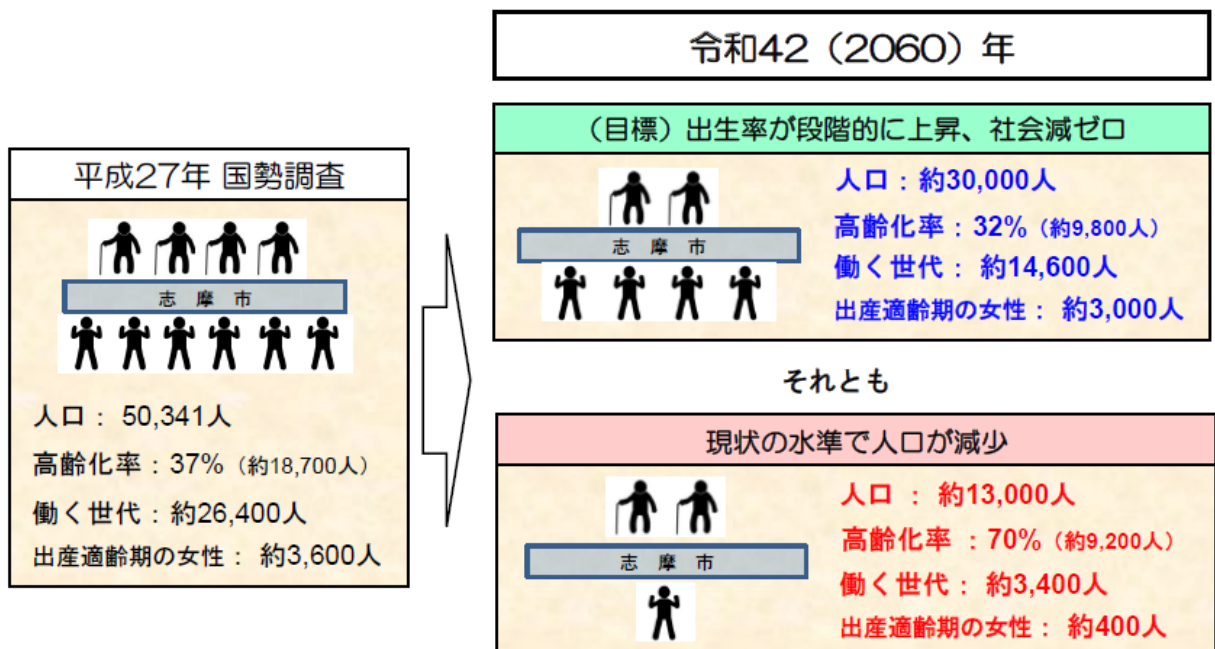 令和42（2060）年
平成27年 国勢調査
志 摩 市
人口： 50,341人
高齢化率：37%（約18,700人）
働く世代：約26,400人
出産適齢期の女性： 約3,600人
（目標）出生率が段階的に上昇、社会減ゼロ
志 摩 市
人口：約30,000人
高齢化率：32%（約9,800人）
働く世代：約14,600人
出産適齢期の女性： 約3,000人
それとも
現状の水準で人口が減少
志 摩 市
人口 ： 約13,000人
高齢化率 ：70%（約9,200人）
働く世代： 約3,400人
出産適齢期の女性： 約400人